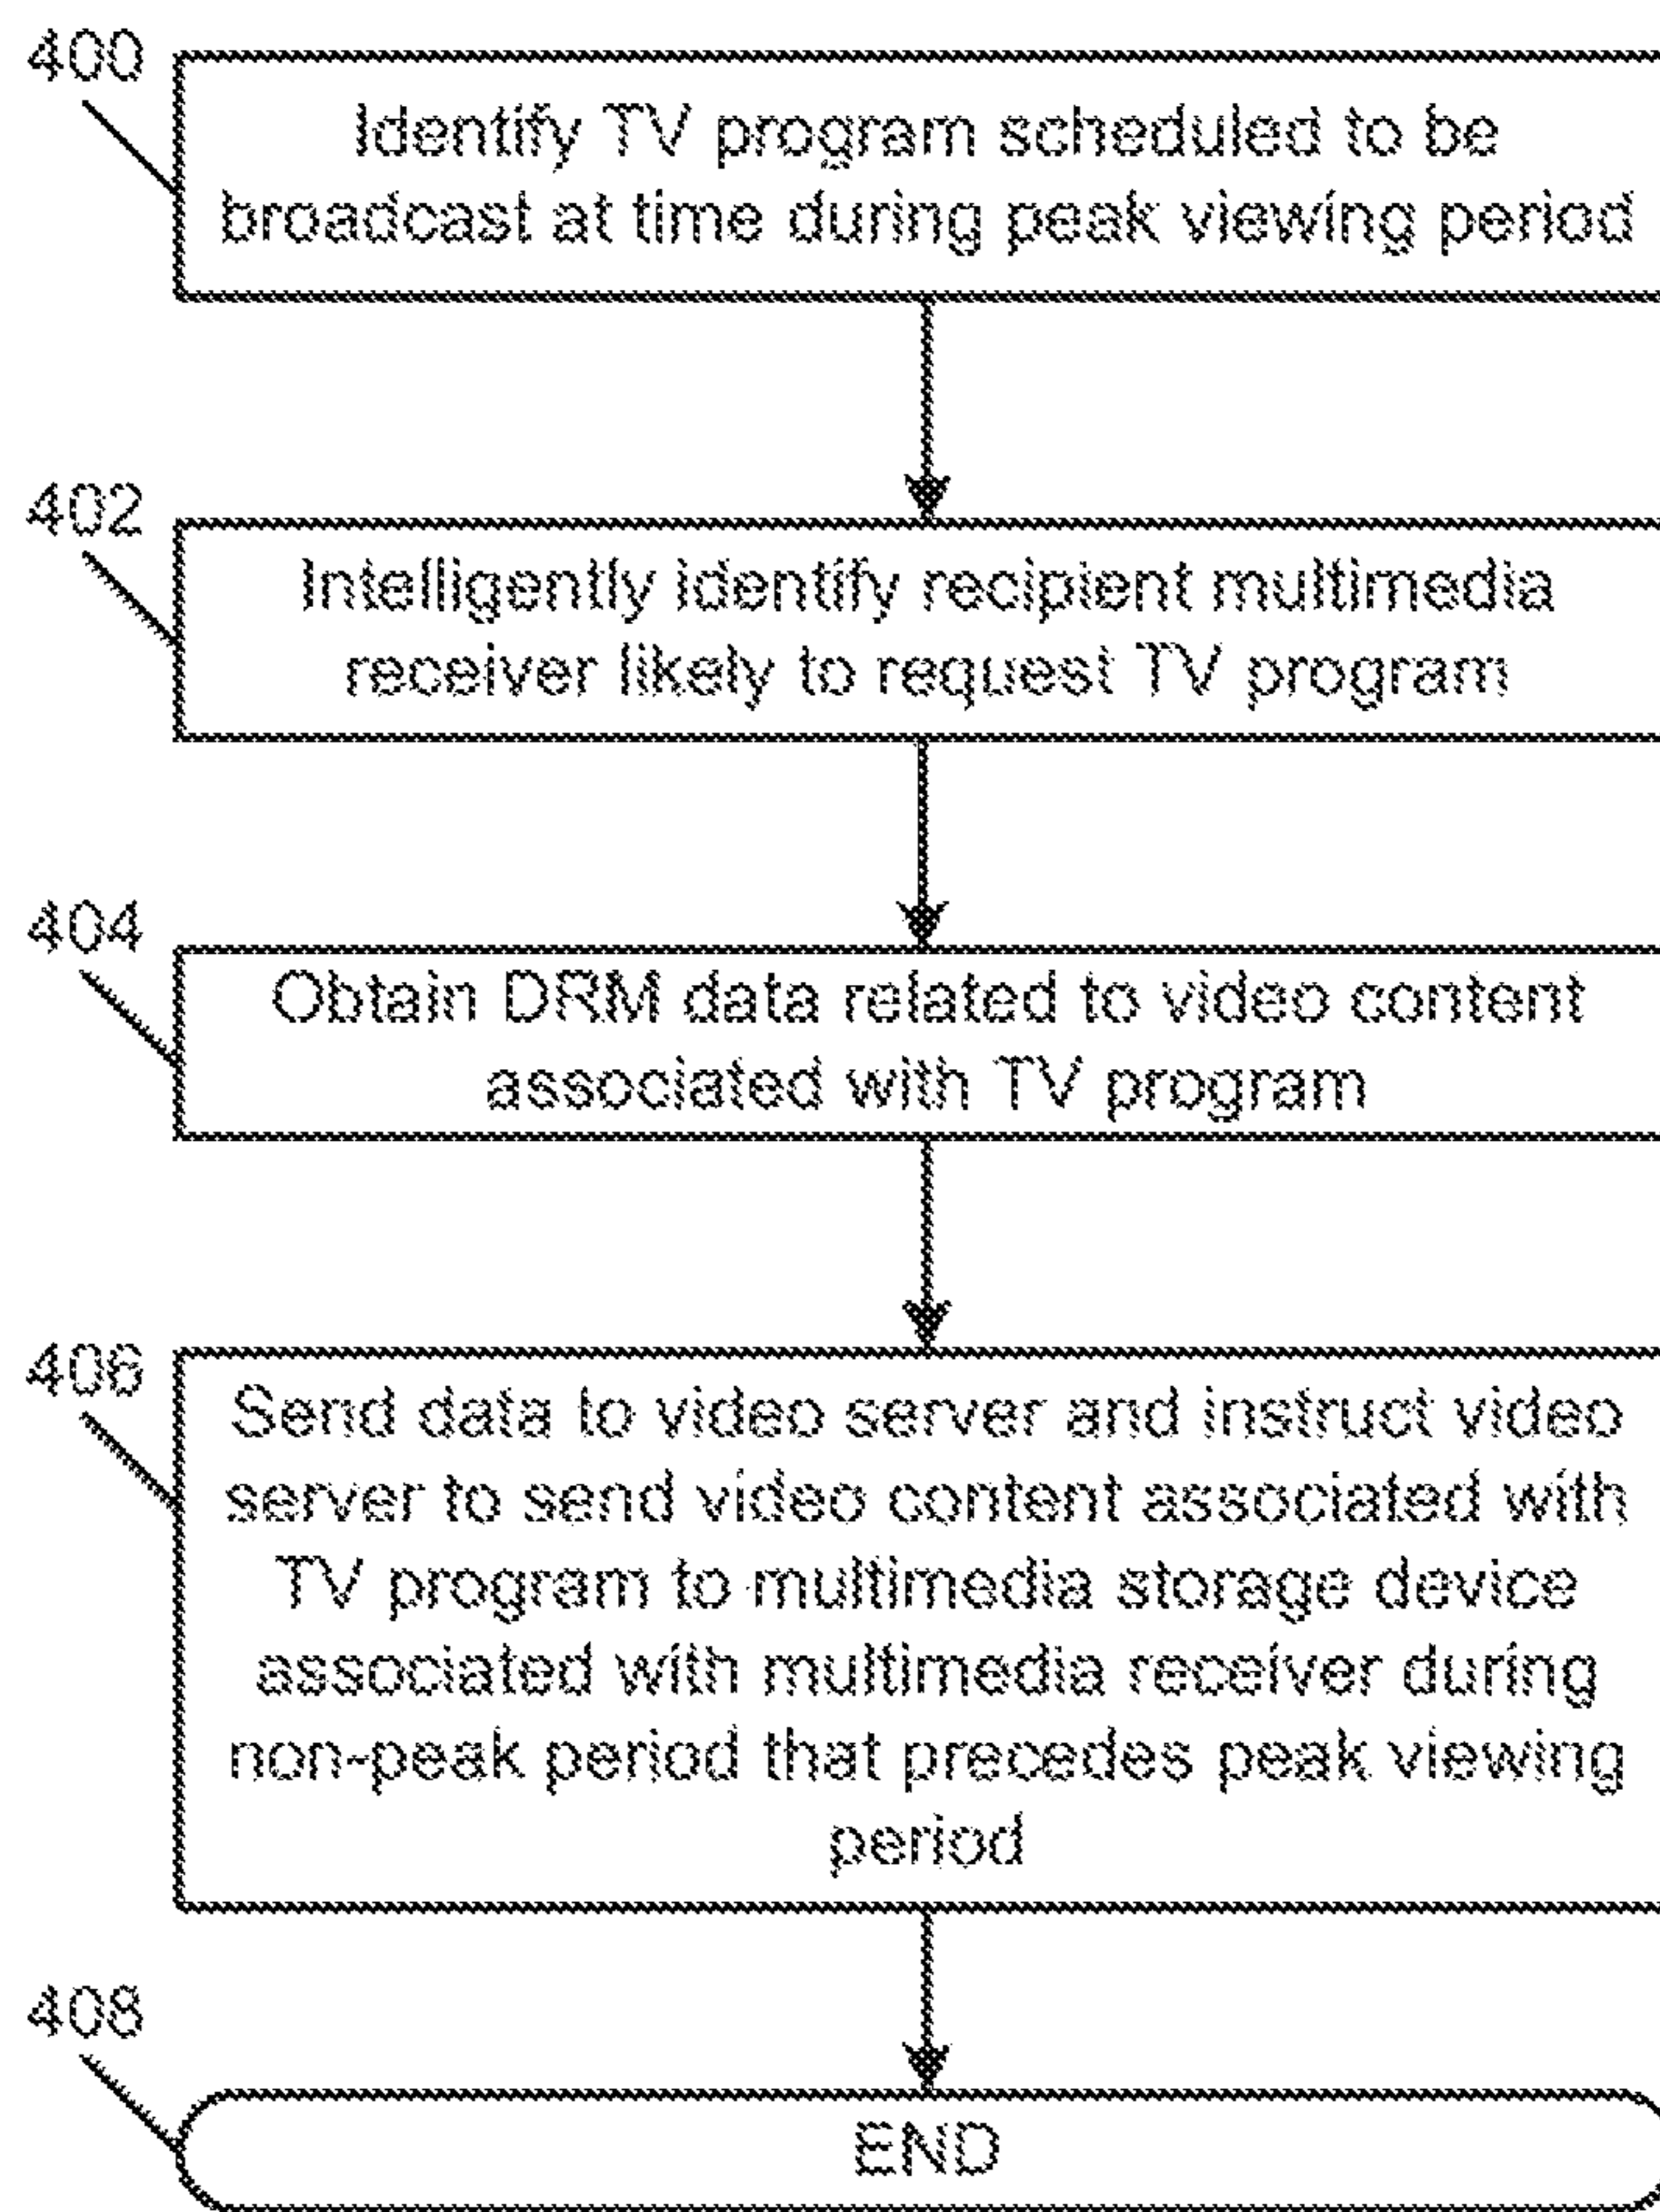 400
Identify TV program scheduled to be
broadcast at time during peak viewing period
402
Intelligently identify recipient multimedia
receiver likely to request TV program
404
Obtain DRM data related to video content
associated with TV program
406
Send data to video server and instruct video
server to send video content associated with
TV program to multimedia storage device
associated with multimedia receiver during
non-peak period that precedes peak viewing
period
408
END